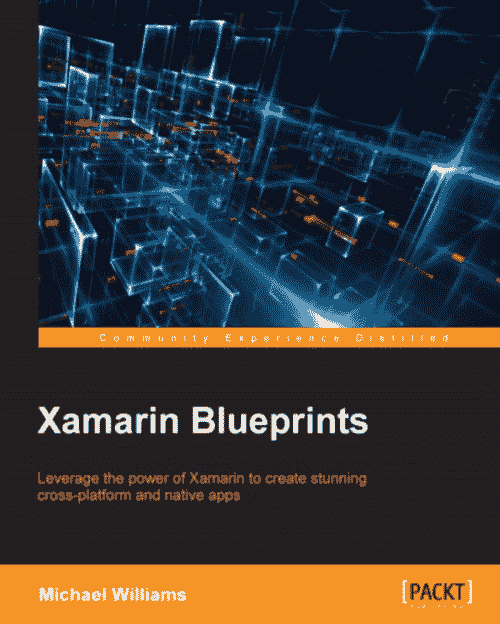 Community Experience Distilled
Xamarin Blueprints
Leverage the power of Xamarin to create stunning
cross-platform and native apps
Michael Williams
[PACKT]